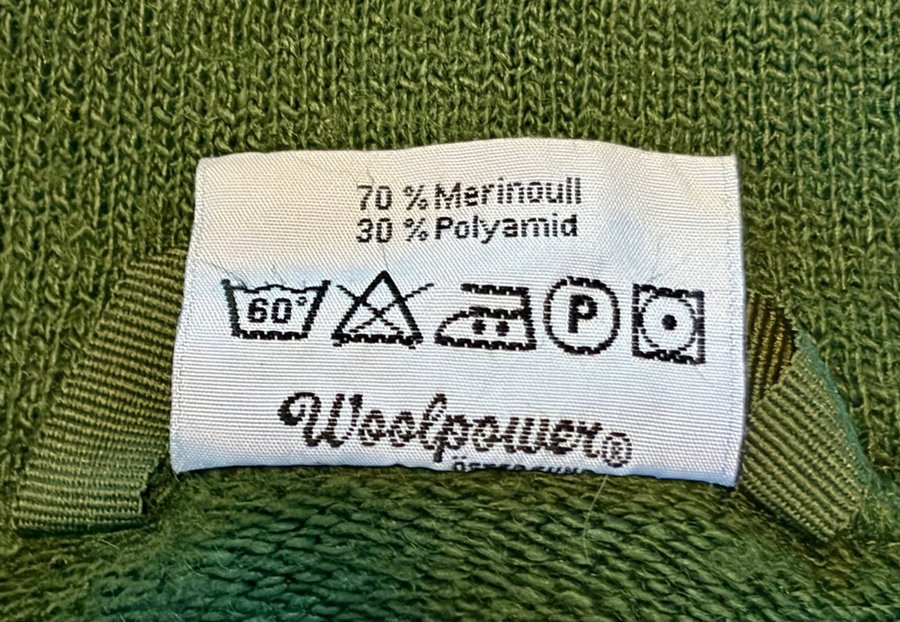 70 % Merinoull
30 % Polyamid
60°
P
Woolpower®